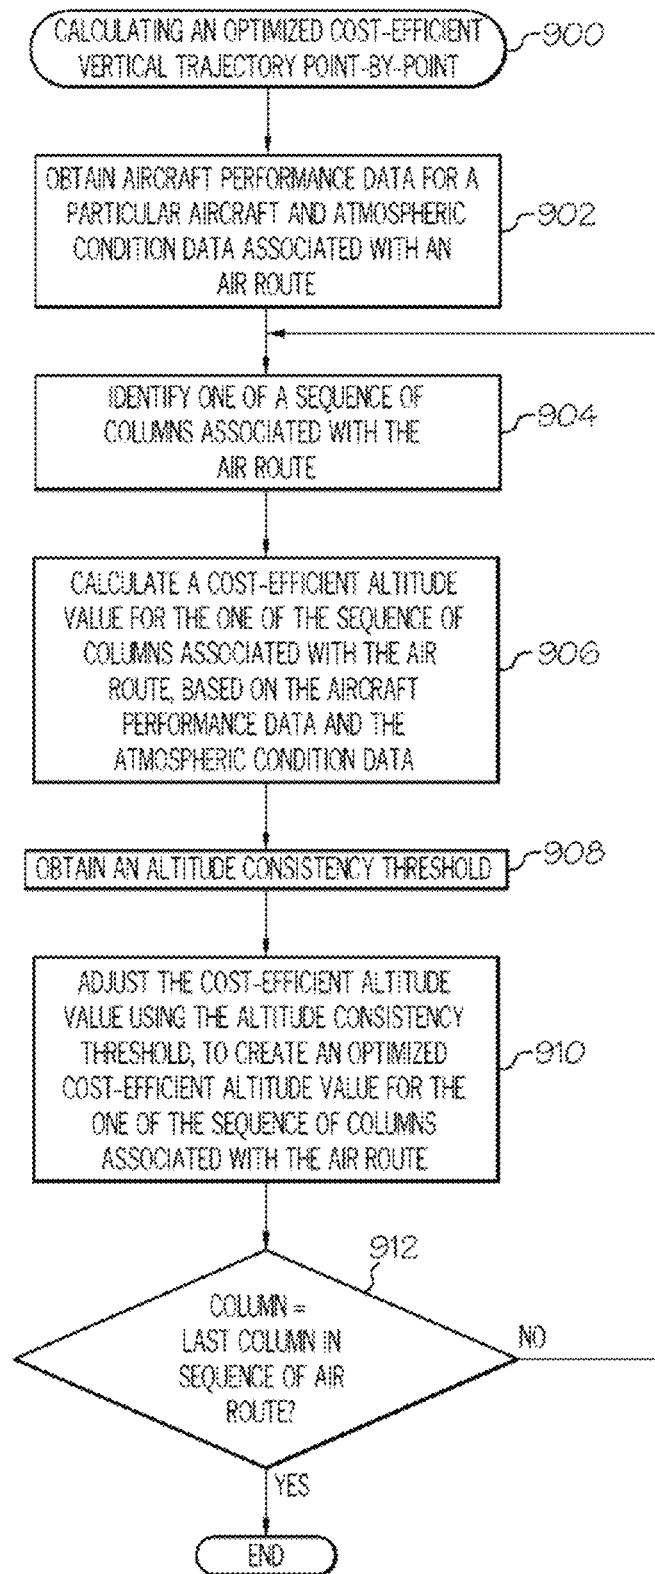 CALCULATING AN OPTIMIZED COST-EFFICIENT
VERTICAL TRAJECTORY POINT-BY-POINT
900
OBTAIN AIRCRAFT PERFORMANCE DATA FOR A
PARTICULAR AIRCRAFT AND ATMOSPHERIC
CONDITION DATA ASSOCIATED WITH AN
AIR ROUTE
902
IDENTIFY ONE OF A SEQUENCE OF
COLUMNS ASSOCIATED WITH THE
AIR ROUTE
904
CALCULATE A COST-EFFICIENT ALTITUDE
VALUE FOR THE ONE OF THE SEQUENCE OF
COLUMNS ASSOCIATED WITH THE AIR
ROUTE, BASED ON THE AIRCRAFT
PERFORMANCE DATA AND THE
ATMOSPHERIC CONDITION DATA
906
OBTAIN AN ALTITUDE CONSISTENCY THRESHOLD
908
ADJUST THE COST-EFFICIENT ALTITUDE
VALUE USING THE ALTITUDE CONSISTENCY
THRESHOLD, TO CREATE AN OPTIMIZED
COST-EFFICIENT ALTITUDE VALUE FOR THE
ONE OF THE SEQUENCE OF COLUMNS
ASSOCIATED WITH THE AIR ROUTE
910
912
COLUMN =
LAST COLUMN IN
SEQUENCE OF AIR
ROUTE?
NO
YES
END